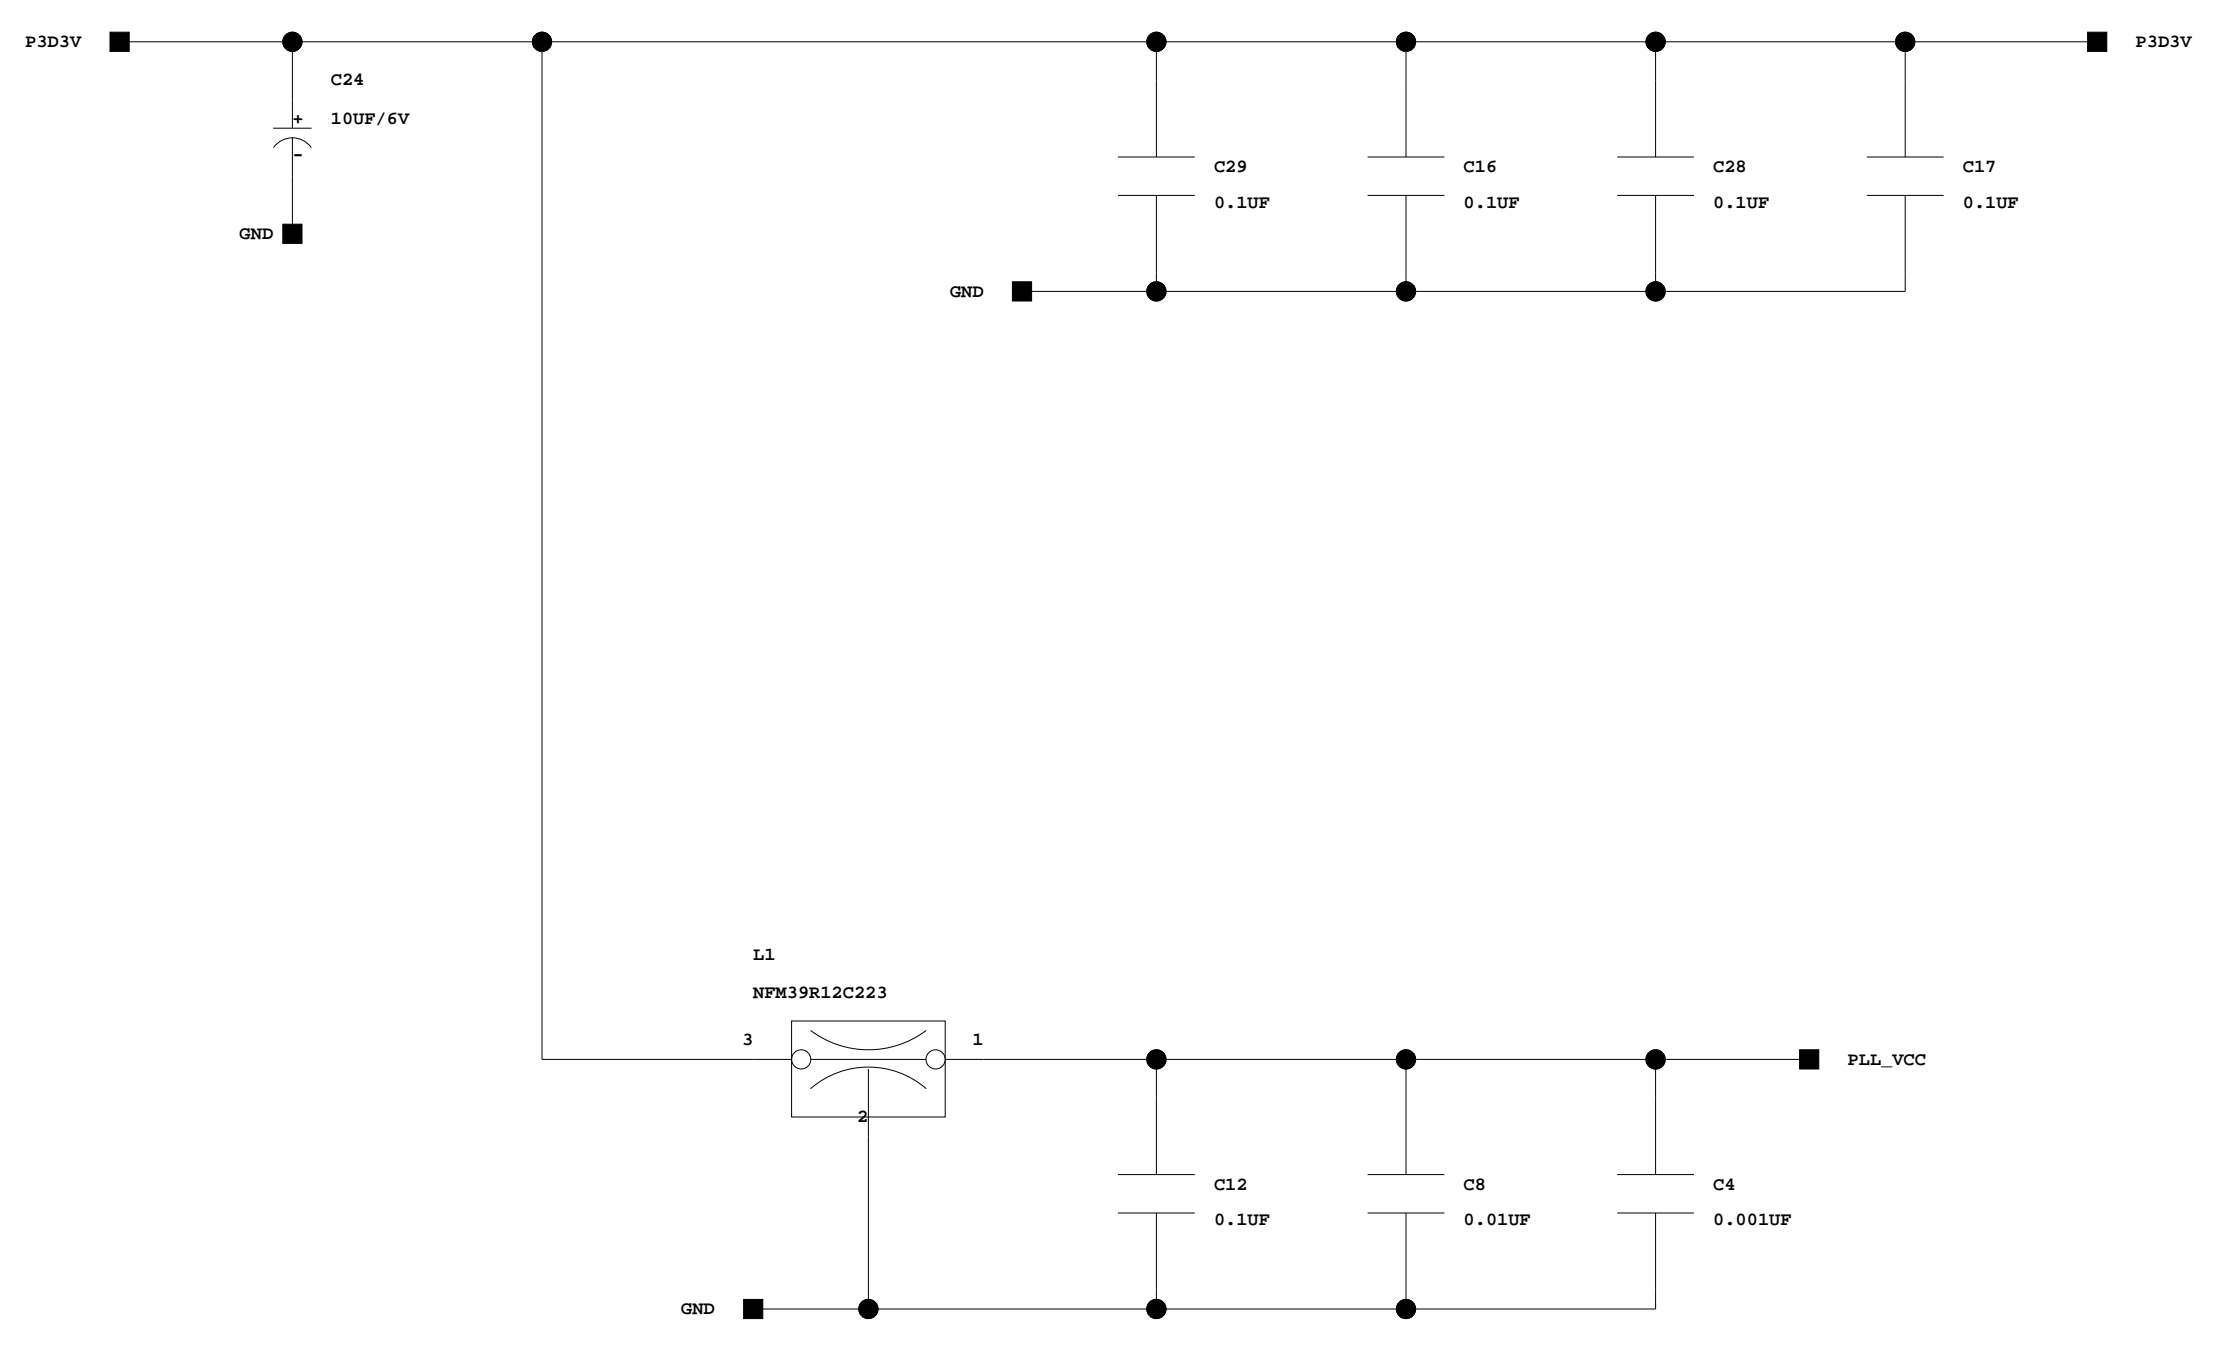 P3D3V
P3D3V
C24
+
10UF/6V
-
GND
C29
0.1UF
C16
0.1UF
C28
0.1UF
C17
0.1UF
GND
L1
NFM39R12C223
3
1
2
PLL_VCC
C12
0.1UF
C8
0.01UF
C4
0.001UF
GND